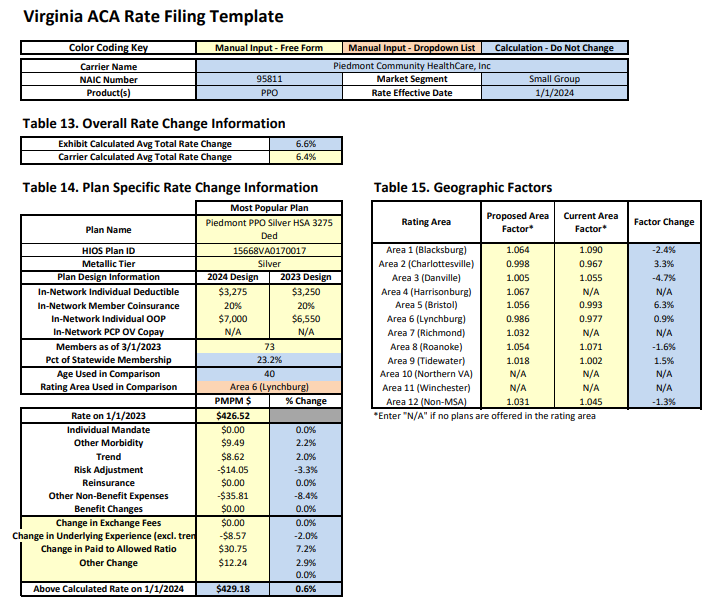 Virginia ACA Rate Filing Template
Color Coding Key Manual Input - Free Form Manual Input - Dropdown List Calculation - Do Not Change
Carrier Name Piedmont Community HealthCare, Inc
NAIC Number 95811 Market Segment Small Group
Product(s) PPO Rate Effective Date 1/1/2024
Table 13. Overall Rate Change Information
Exhibit Calculated Avg Total Rate Change 6.6%
Carrier Calculated Avg Total Rate Change 6.4%
Table 14. Plan Specific Rate Change Information
Most Popular Plan
Plan Name Piedmont PPO Silver HSA 3275
Ded
HIOS Plan ID 15668VA0170017
Metallic Tier Silver
Plan Design Information 2024 Design 2023 Design
In-Network Individual Deductible $3,275 $3,250
In-Network Member Coinsurance 20% 20%
In-Network Individual OOP $7,000 $6,550
In-Network PCP OV Copay N/A N/A
Members as of 3/1/2023 73
Pct of Statewide Membership 23.2%
Age Used in Comparison 40
Rating Area Used in Comparison Area 6 (Lynchburg)
PMPM $ % Change
Rate on 1/1/2023 $426.52
Individual Mandate $0.00 0.0%
Other Morbidity $9.49 2.2%
Trend $8.62 2.0%
Risk Adjustment -$14.05 -3.3%
Reinsurance $0.00 0.0%
Other Non-Benefit Expenses -$35.81 -8.4%
Benefit Changes $0.00 0.0%
Change in Exchange Fees $0.00 0.0%
Change in Underlying Experience (excl. tren -$8.57 -2.0%
Change in Paid to Allowed Ratio $30.75 7.2%
Other Change $12.24 2.9%
0.0%
Above Calculated Rate on 1/1/2024 $429.18 0.6%
Table 15. Geographic Factors
Rating Area Proposed Area Factor* Current Area Factor* Factor Change
Area 1 (Blacksburg) 1.064 1.090 -2.4%
Area 2 (Charlottesville) 0.998 0.967 3.3%
Area 3 (Danville) 1.005 1.055 -4.7%
Area 4 (Harrisonburg) 1.067 N/A N/A
Area 5 (Bristol) 1.056 0.993 6.3%
Area 6 (Lynchburg) 0.986 0.977 0.9%
Area 7 (Richmond) 1.032 N/A N/A
Area 8 (Roanoke) 1.054 1.071 -1.6%
Area 9 (Tidewater) 1.018 1.002 1.5%
Area 10 (Northern VA) N/A N/A N/A
Area 11 (Winchester) N/A N/A N/A
Area 12 (Non-MSA) 1.031 1.045 -1.3%
*Enter "N/A" if no plans are offered in the rating area